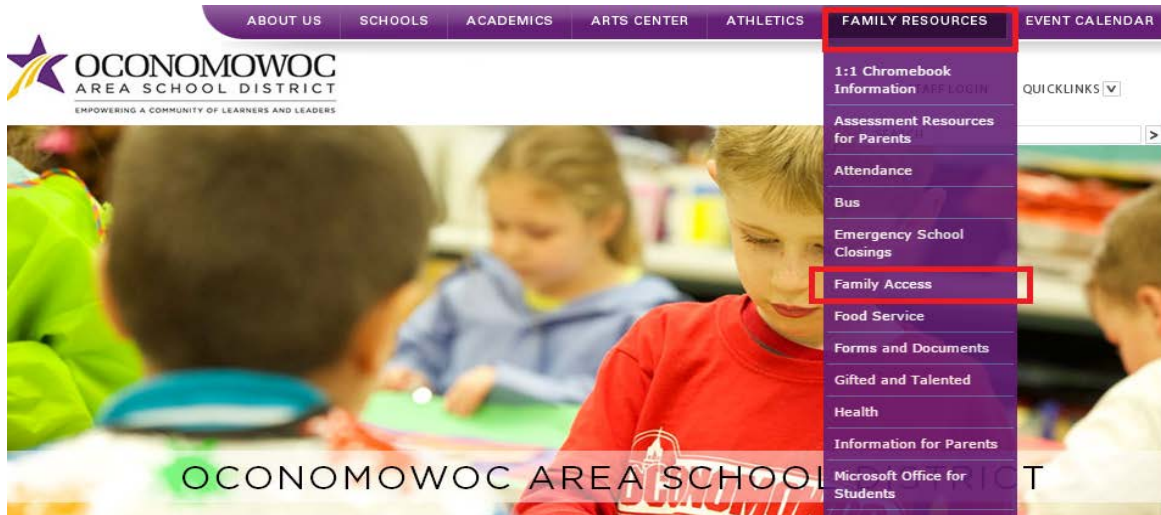 ABOUT US SCHOOLS ACADEMICS ARTS CENTER ATHLETICS FAMILY RESOURCES EVENT CALENDAR
OCONOMOWOC
AREA SCHOOL DISTRICT
EMPOWERING A COMMUNITY OF LEARNERS AND LEADERS
1:1 Chromebook
Information
LOGIN
QUICKLINKS
Assessment Resources
for Parents
>
Attendance
Bus
Emergency School
Closings
Family Access
Food Service
Forms and Documents
Gifted and Talented
Health
Information for Parents
Microsoft Office for
Students
OCONOMOWOC AREA SCHOOL DISTRICT